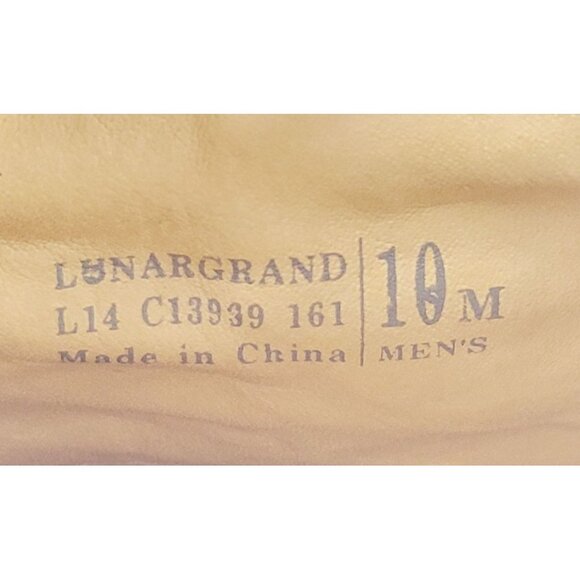 LUNARGRAND
L14 C13939 161
Made in China
10 M
MEN'S